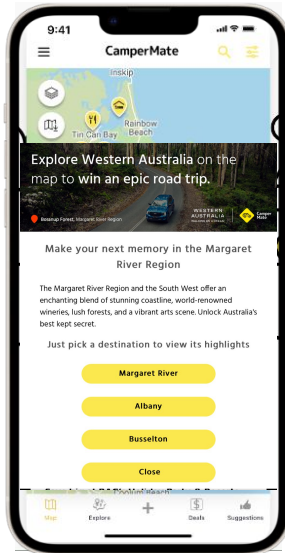 9:41
CamperMate
Inskip
Rainbow
Tin Can Bay Beach
Explore Western Australia on the
map to win an epic road trip.
Boranup Forest, Margaret River Region
WESTERN
AUSTRALIA
Camper
Mate
Make your next memory in the Margaret
River Region
The Margaret River Region and the South West offer an
enchanting blend of stunning coastline, world-renowned
wineries, lush forests, and a vibrant arts scene. Unlock Australia's
best kept secret.
Just pick a destination to view its highlights
Margaret River
Albany
Busselton
Close
Map
Explore
Deals
Suggestions